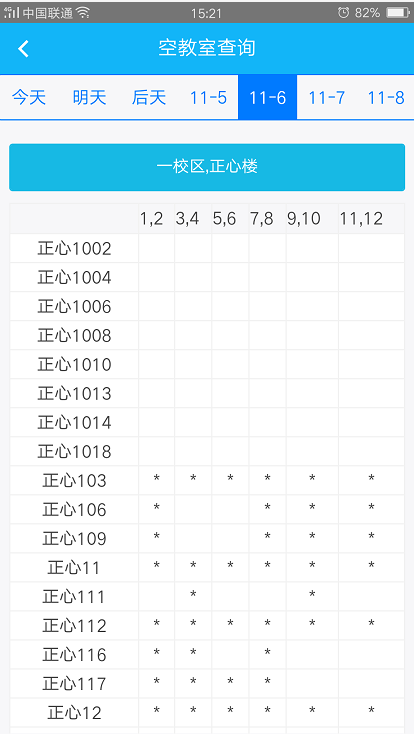 4G 中国联通 15:21 82%
空教室查询
今天 明天 后天 11-5 11-6 11-7 11-8
一校区,正心楼
1,2 3,4 5,6 7,8 9,10 11,12
正心1002
正心1004
正心1006
正心1008
正心1010
正心1013
正心1014
正心1018
正心103 * * * * * *
正心106 * * * *
正心109 * * * *
正心11 * * * * * *
正心111 * *
正心112 * * * * * *
正心116 * * *
正心117 * * * *
正心12 * * * * * *